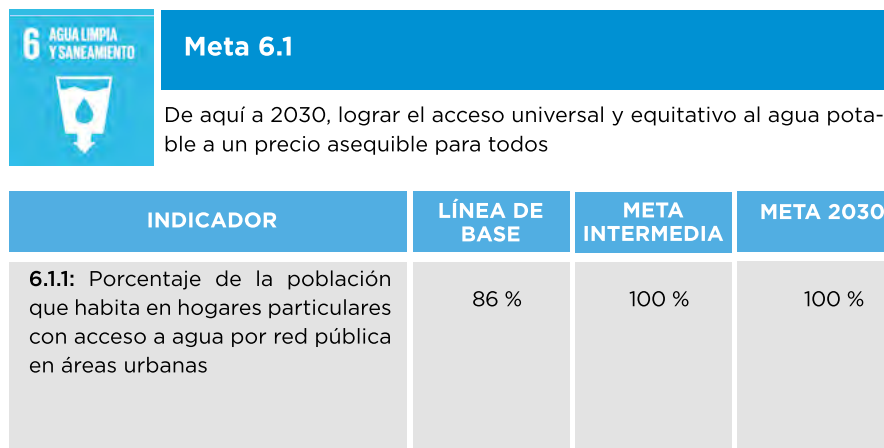 6 AGUA LIMPIA
Y SANEAMIENTO
Meta 6.1
De aquí a 2030, lograr el acceso universal y equitativo al agua pota-
ble a un precio asequible para todos
INDICADOR
LÍNEA DE
BASE
META
INTERMEDIA
META 2030
6.1.1: Porcentaje de la población
que habita en hogares particulares
con acceso a agua por red pública
en áreas urbanas
86 %
100 %
100 %